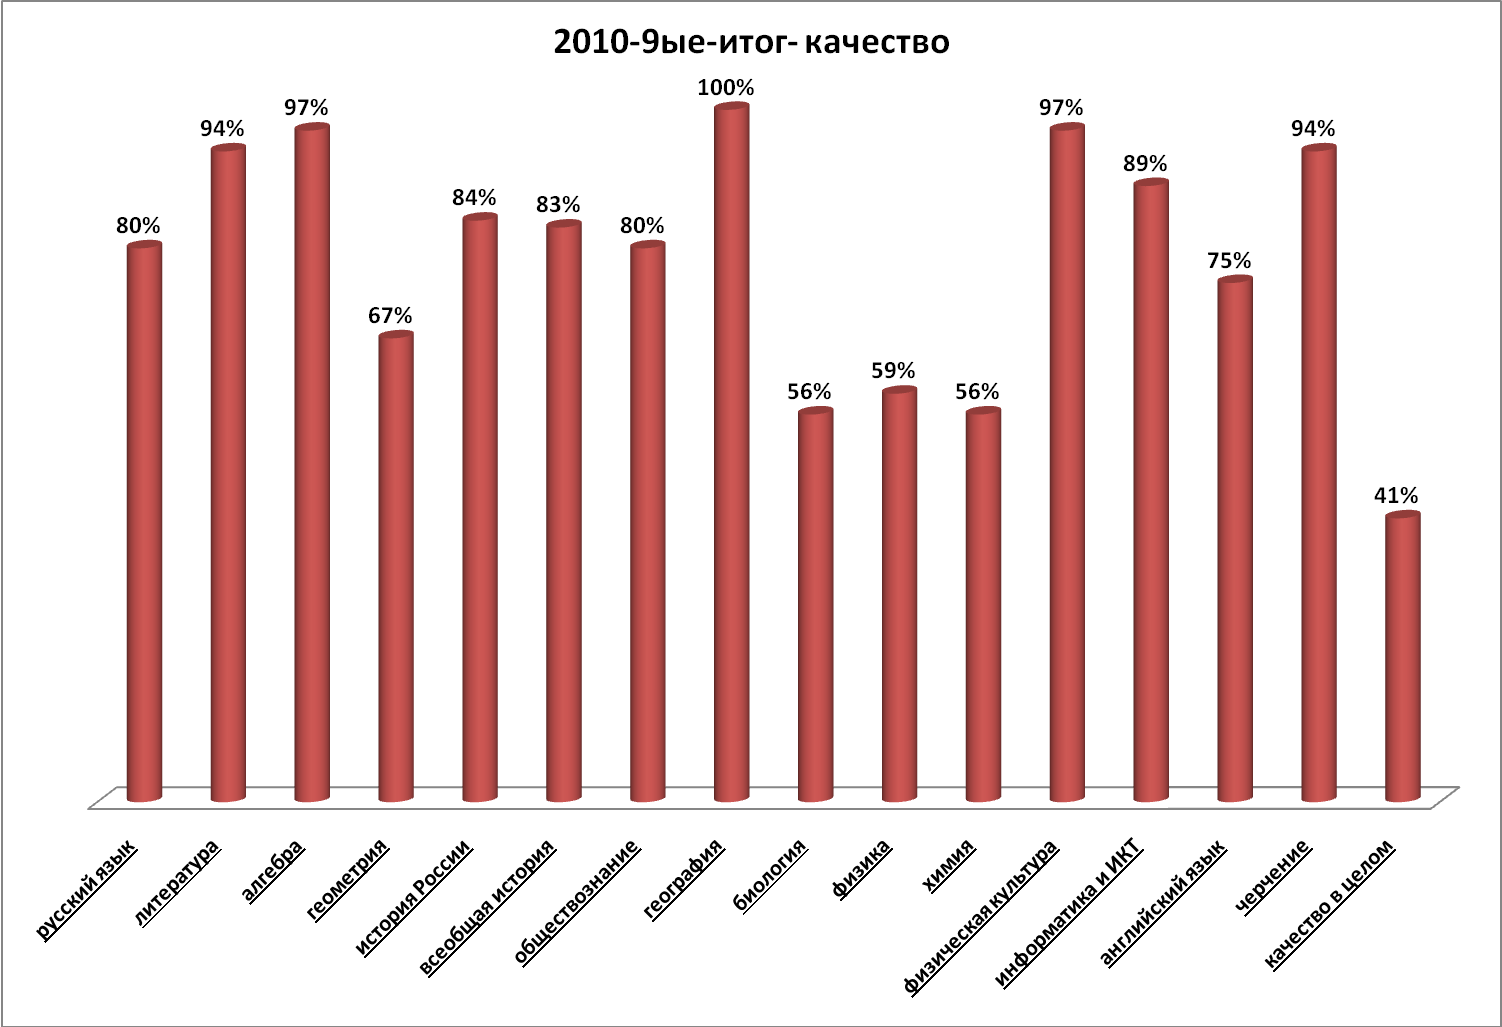 2010-9ые-итог- качество
80%
94%
97%
67%
84%
83%
80%
100%
56%
59%
56%
97%
89%
75%
94%
41%
русский язык
литература
алгебра
геометрия
история России
всеобщая история
обществознание
география
биология
физика
химия
физическая культура
информатика и ИКТ
английский язык
черчение
качество в целом